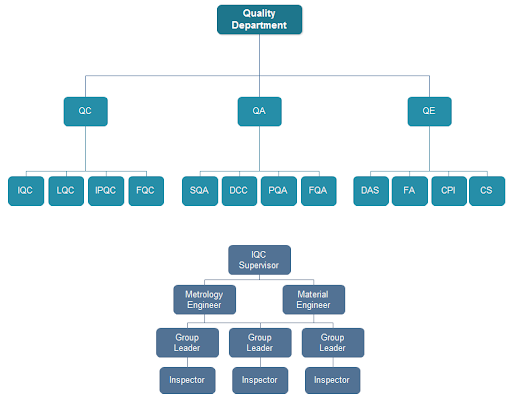 Quality
Department
QC
QA
QE
IQC
LQC
IPQC
FQC
SQA
DCC
PQA
FQA
DAS
FA
CPI
CS
IQC
Supervisor
Metrology
Engineer
Material
Engineer
Group
Leader
Group
Leader
Group
Leader
Inspector
Inspector
Inspector